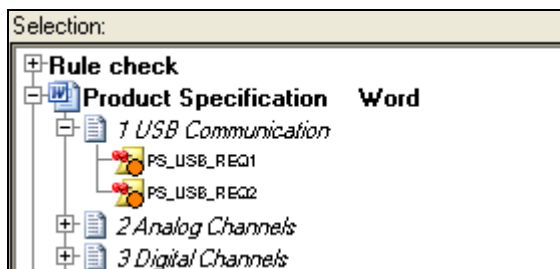 Selection:
Rule check
Product Specification Word
1 USB Communication
PS_USB_REQ1
PS_USB_REQ2
2 Analog Channels
3 Digital Channels